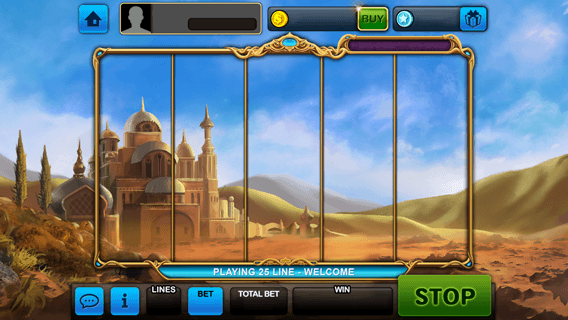 BUY
PLAYING 25 LINE - WELCOME
LINES
BET
TOTAL BET
WIN
STOP